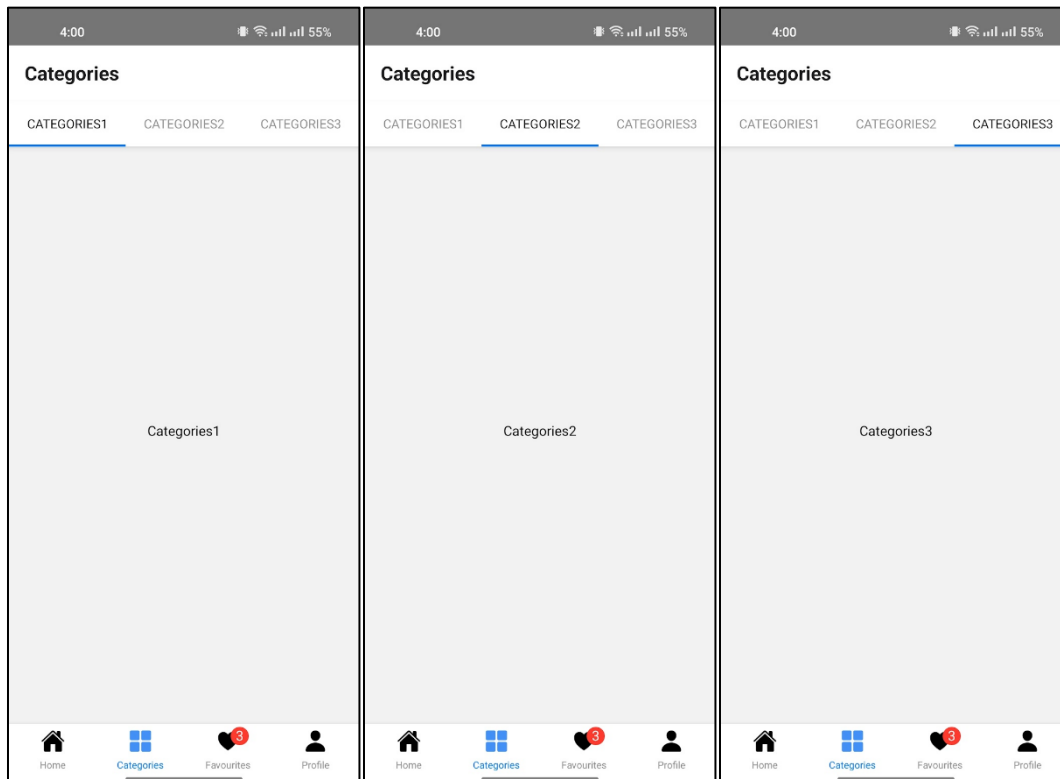 4:00 55%
Categories
CATEGORIES1 CATEGORIES2 CATEGORIES3
Categories1
3
Home Categories Favourites Profile
4:00 55%
Categories
CATEGORIES1 CATEGORIES2 CATEGORIES3
Categories2
3
Home Categories Favourites Profile
4:00 55%
Categories
CATEGORIES1 CATEGORIES2 CATEGORIES3
Categories3
3
Home Categories Favourites Profile